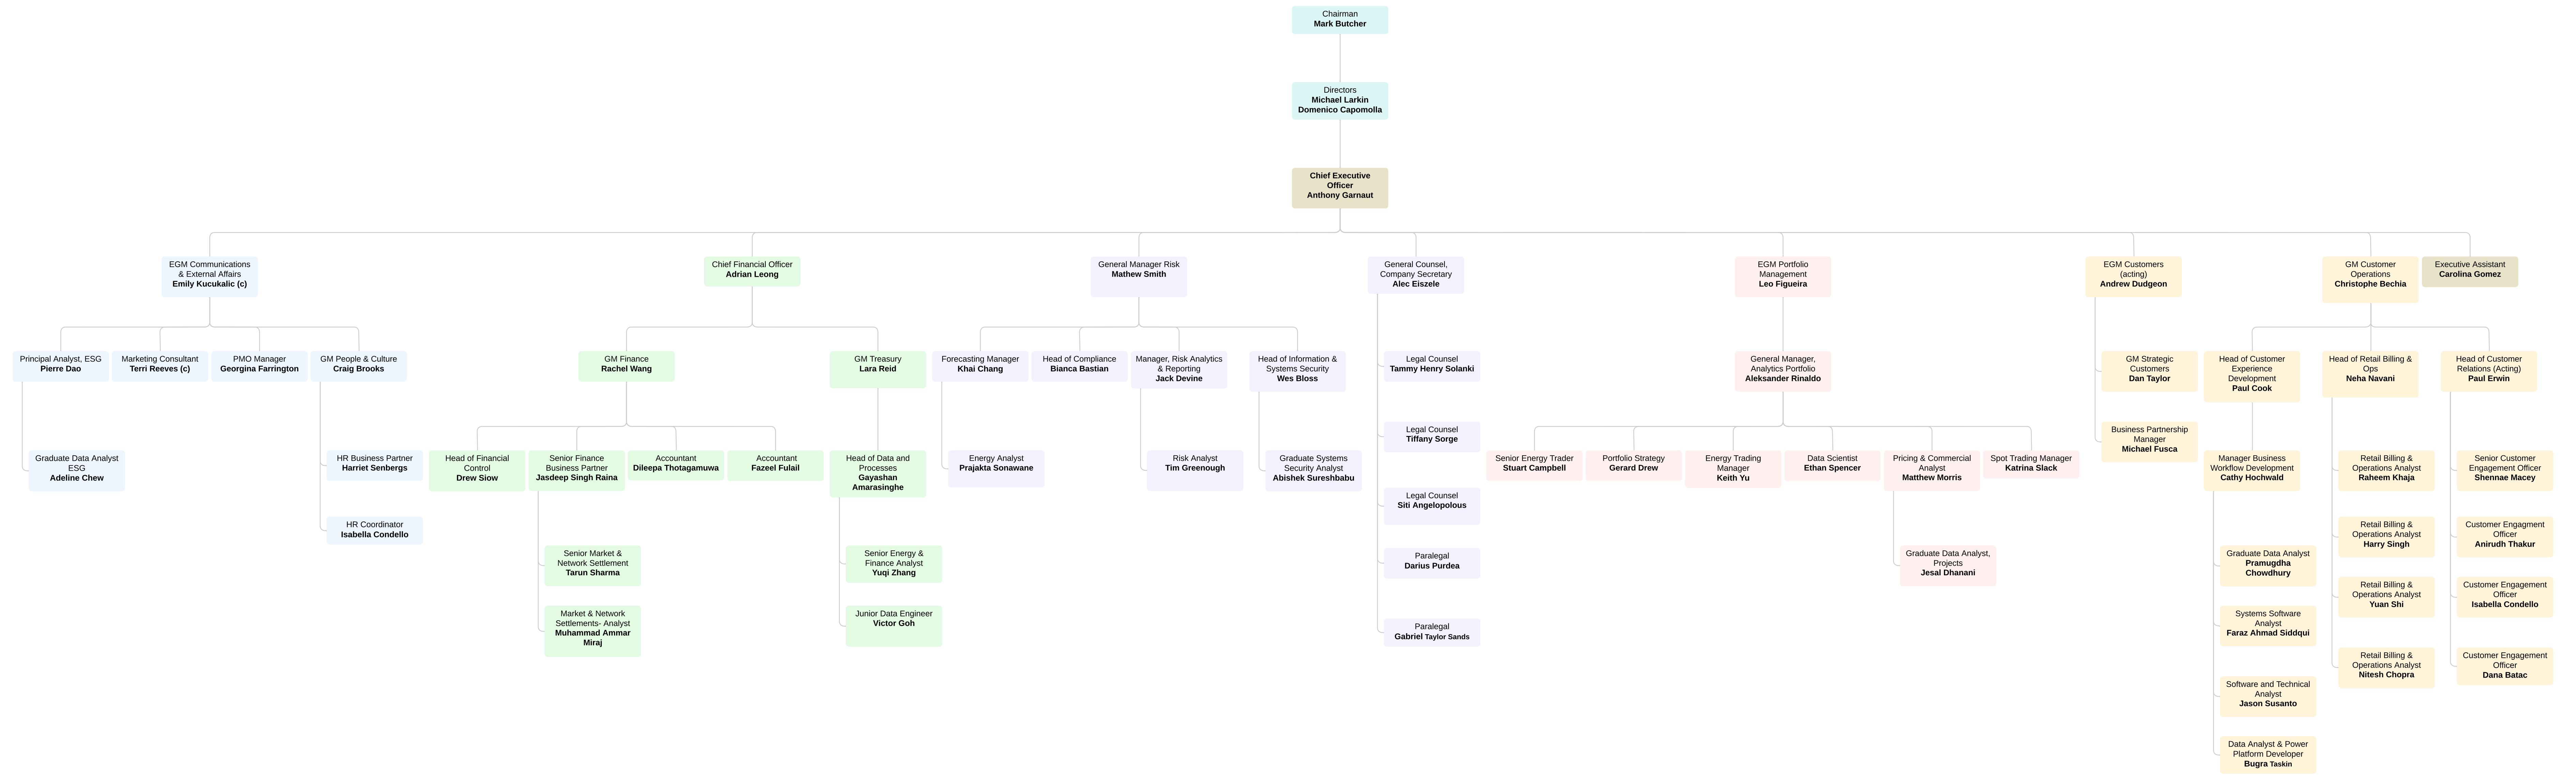 Chairman
Mark Butcher
Directors
Michael Larkin
Domenico Capomolla
Chief Executive
Officer
Anthony Garnaut
EGM Communications
& External Affairs
Emily Kucukalic (c)
Chief Financial Officer
Adrian Leong
General Manager Risk
Mathew Smith
General Counsel,
Company Secretary
Alec Eiszele
EGM Portfolio
Management
Leo Figueira
EGM Customers
(acting)
Andrew Dudgeon
GM Customer
Operations
Christophe Bechia
Executive Assistant
Carolina Gomez
Principal Analyst, ESG
Pierre Dao
Marketing Consultant
Terri Reeves (c)
PMO Manager
Georgina Farrington
GM People & Culture
Craig Brooks
GM Finance
Rachel Wang
GM Treasury
Lara Reid
Forecasting Manager
Khai Chang
Head of Compliance
Bianca Bastian
Manager, Risk Analytics
& Reporting
Jack Devine
Head of Information &
Systems Security
Wes Bloss
Legal Counsel
Tammy Henry Solanki
General Manager,
Analytics Portfolio
Aleksander Rinaldo
GM Strategic
Customers
Dan Taylor
Head of Customer
Experience
Development
Paul Cook
Head of Retail Billing &
Ops
Neha Navani
Head of Customer
Relations (Acting)
Paul Erwin
Legal Counsel
Tiffany Sorge
Business Partnership
Manager
Michael Fusca
Graduate Data Analyst
ESG
Adeline Chew
HR Business Partner
Harriet Senbergs
Head of Financial
Control
Drew Siow
Senior Finance
Business Partner
Jasdeep Singh Raina
Accountant
Dileepa Thotagamuwa
Accountant
Fazeel Fulail
Head of Data and
Processes
Gayashan
Amarasinghe
Energy Analyst
Prajakta Sonawane
Risk Analyst
Tim Greenough
Graduate Systems
Security Analyst
Abishek Sureshbabu
Legal Counsel
Siti Angelopolous
Senior Energy Trader
Stuart Campbell
Portfolio Strategy
Gerard Drew
Energy Trading
Manager
Keith Yu
Data Scientist
Ethan Spencer
Pricing & Commercial
Analyst
Matthew Morris
Spot Trading Manager
Katrina Slack
Manager Business
Workflow Development
Cathy Hochwald
Retail Billing &
Operations Analyst
Raheem Khaja
Senior Customer
Engagement Officer
Shennae Macey
HR Coordinator
Isabella Condello
Retail Billing &
Operations Analyst
Harry Singh
Customer Engagment
Officer
Anirudh Thakur
Senior Market &
Network Settlement
Tarun Sharma
Senior Energy &
Finance Analyst
Yuqi Zhang
Paralegal
Darius Purdea
Graduate Data Analyst,
Projects
Jesal Dhanani
Graduate Data Analyst
Pramugdha
Chowdhury
Retail Billing &
Operations Analyst
Yuan Shi
Customer Engagement
Officer
Isabella Condello
Market & Network
Settlements- Analyst
Muhammad Ammar
Miraj
Junior Data Engineer
Victor Goh
Paralegal
Gabriel Taylor Sands
Systems Software
Analyst
Faraz Ahmad Siddqui
Retail Billing &
Operations Analyst
Nitesh Chopra
Customer Engagement
Officer
Dana Batac
Software and Technical
Analyst
Jason Susanto
Data Analyst & Power
Platform Developer
Bugra Taskin